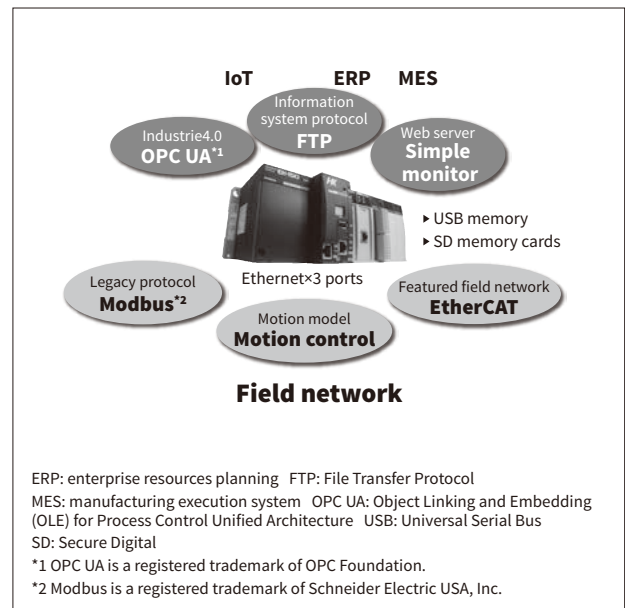 IoT ERP MES
Information
system protocol
FTP
Industrie4.0
OPC UA*1
Web server
Simple
monitor
▸ USB memory
▸ SD memory cards
Ethernet×3 ports
Legacy protocol
Modbus*2
Featured field network
EtherCAT
Motion model
Motion control
Field network
ERP: enterprise resources planning FTP: File Transfer Protocol
MES: manufacturing execution system OPC UA: Object Linking and Embedding
(OLE) for Process Control Unified Architecture USB: Universal Serial Bus
SD: Secure Digital
*1 OPC UA is a registered trademark of OPC Foundation.
*2 Modbus is a registered trademark of Schneider Electric USA, Inc.